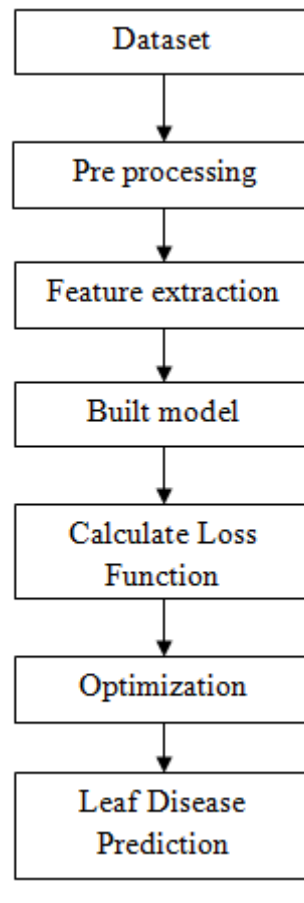 Dataset
Pre processing
Feature extraction
Built model
Calculate Loss
Function
Optimization
Leaf Disease
Prediction